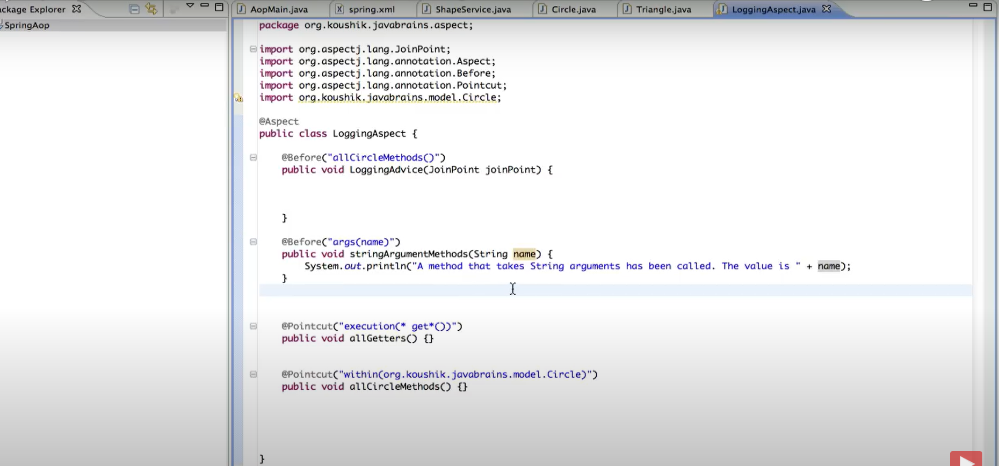 ackage Explorer
SpringAop
AopMain.java
spring.xml
ShapeService.java
Circle.java
Triangle.java
LoggingAspect.java
package org.koushik.javabrains.aspect;
import org.aspectj.lang.JoinPoint;
import org.aspectj.lang.annotation.Aspect;
import org.aspectj.lang.annotation.Before;
import org.aspectj.lang.annotation.Pointcut;
import org.koushik.javabrains.model.Circle;
@Aspect
public class LoggingAspect {
@Before("allCircleMethods()")
public void LoggingAdvice(JoinPoint joinPoint) {
}
@Before("args(name)")
public void stringArgumentMethods(String name) {
System.out.println("A method that takes String arguments has been called. The value is " + name);
}
@Pointcut("execution(* get*())")
public void allGetters() {}
@Pointcut("within(org.koushik.javabrains.model.Circle)")
public void allCircleMethods() {}
}